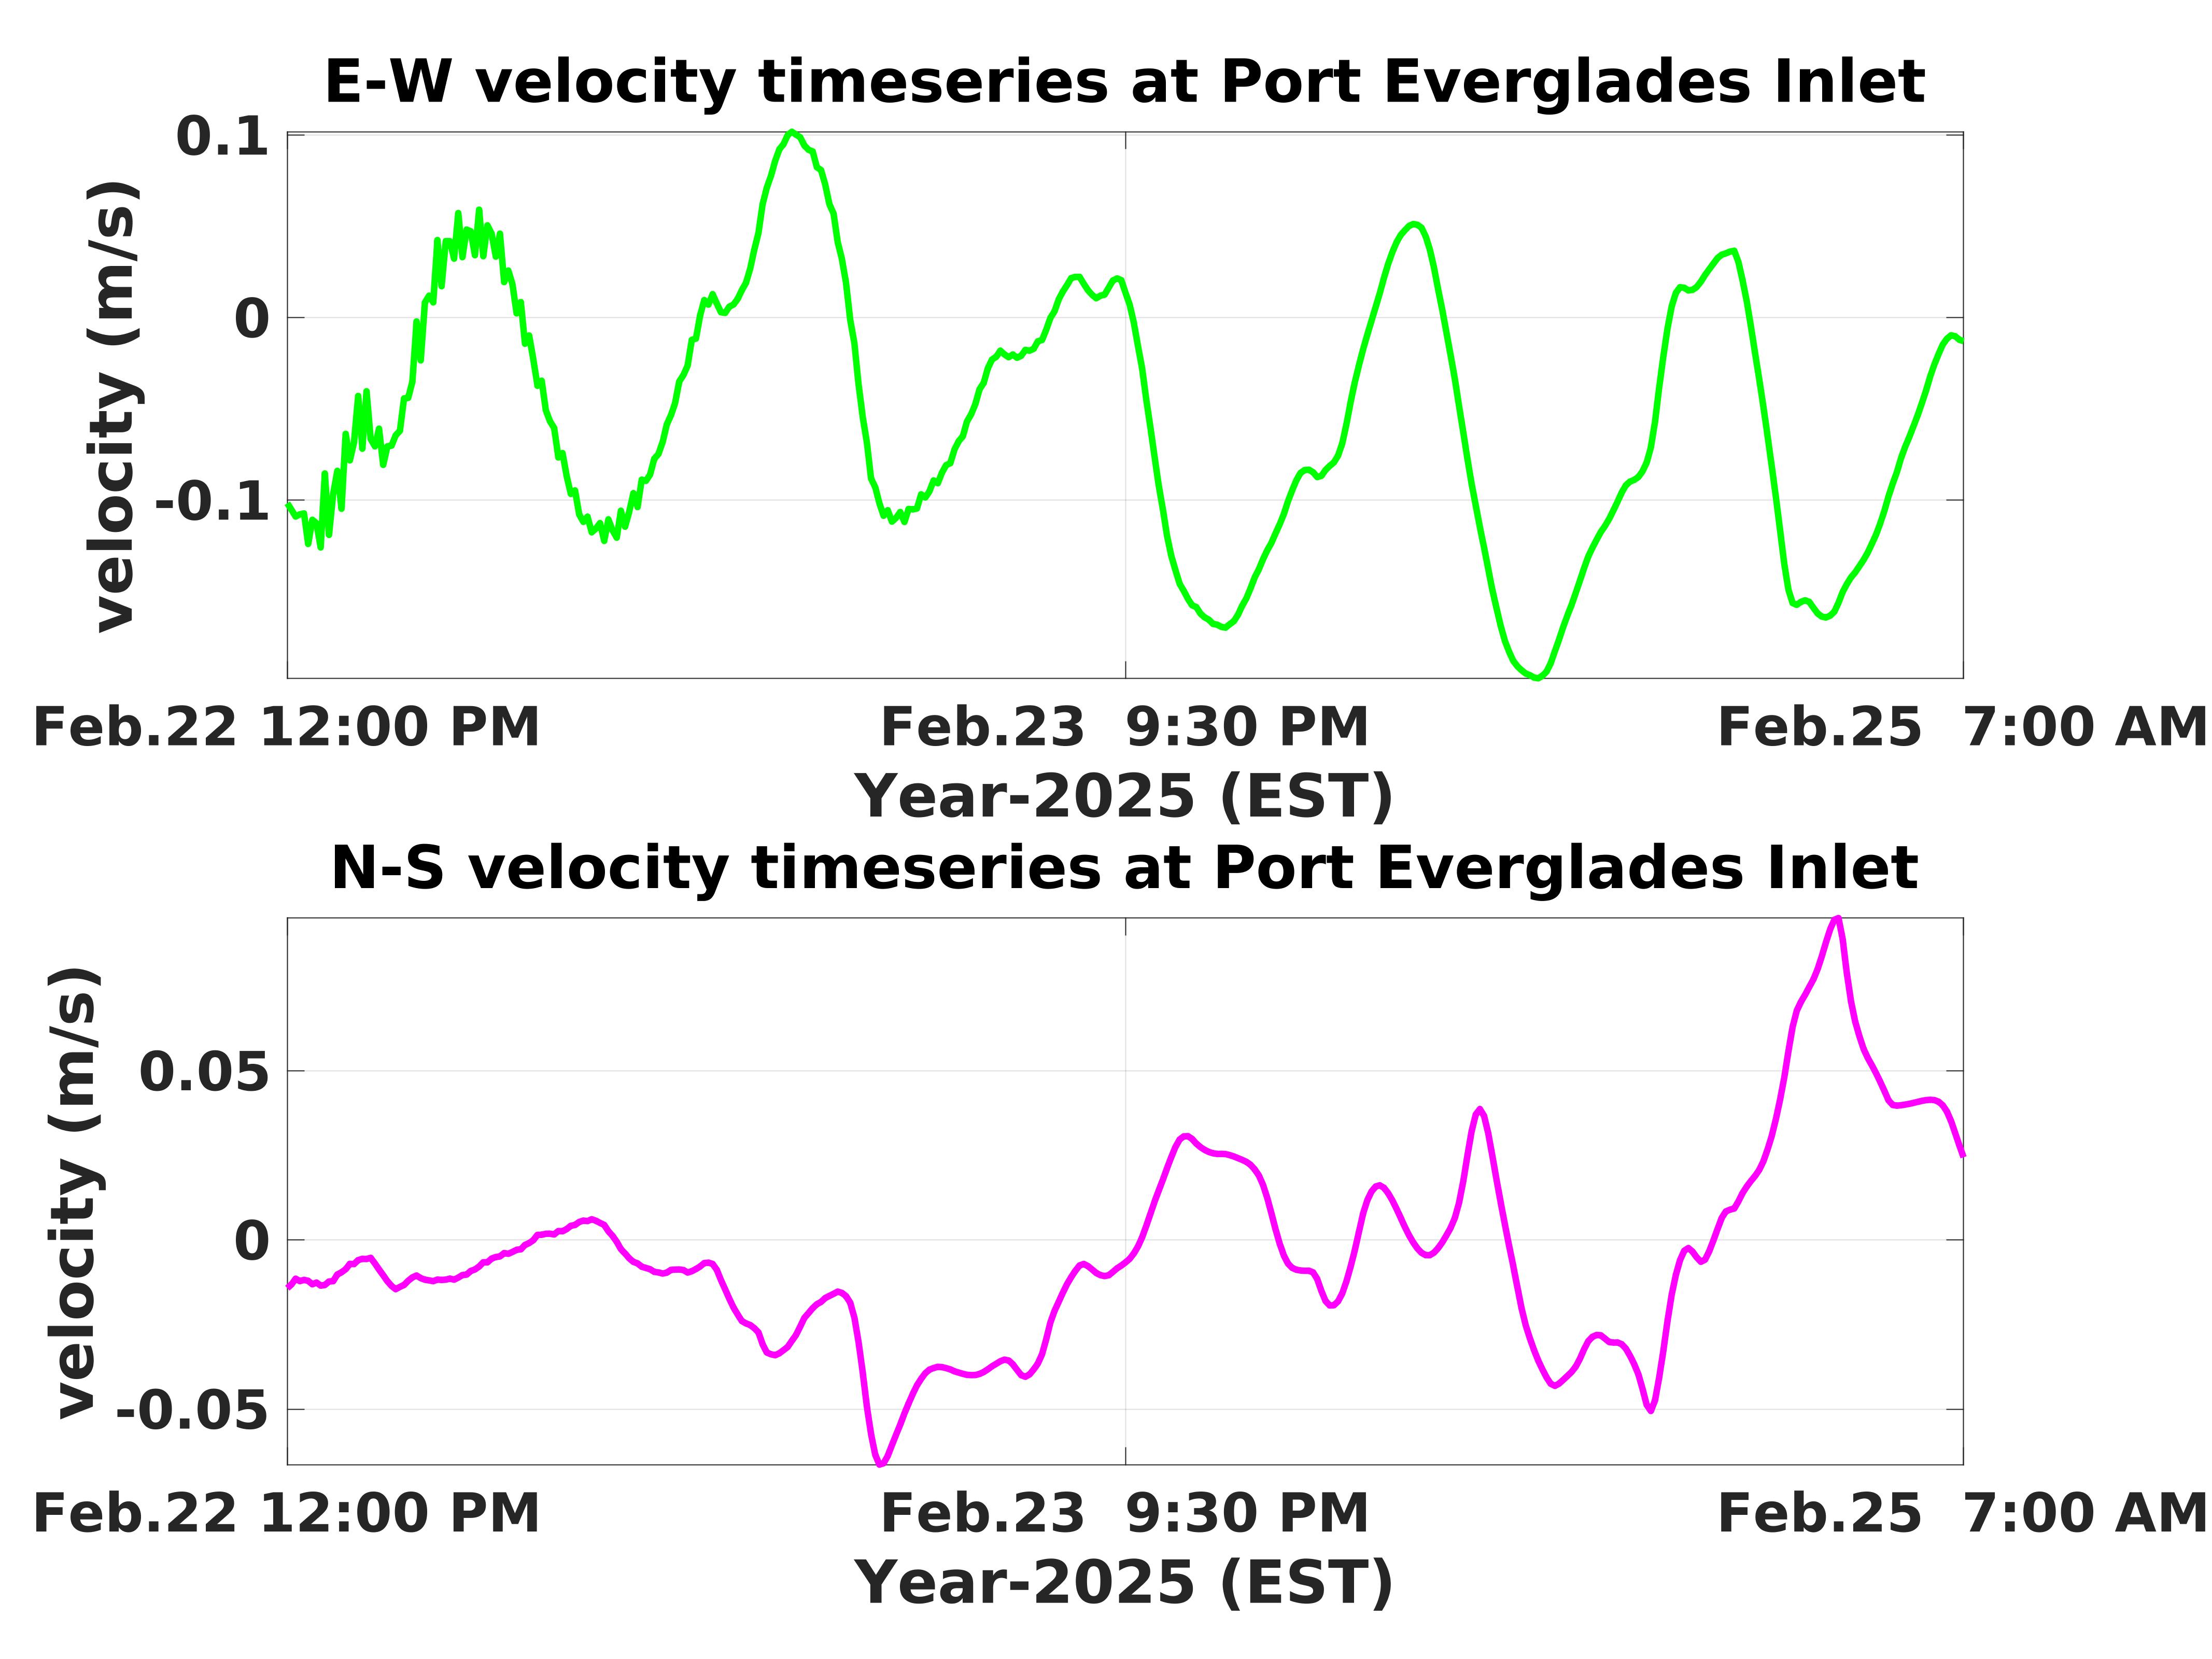 E-W velocity timeseries at Port Everglades Inlet
velocity (m/s)
0.1
0
-0.1
Feb.22 12:00 PM
Feb.23  9:30 PM
Feb.25  7:00 AM
Year-2025 (EST)
N-S velocity timeseries at Port Everglades Inlet
velocity (m/s)
0.05
0
-0.05
Feb.22 12:00 PM
Feb.23  9:30 PM
Feb.25  7:00 AM
Year-2025 (EST)